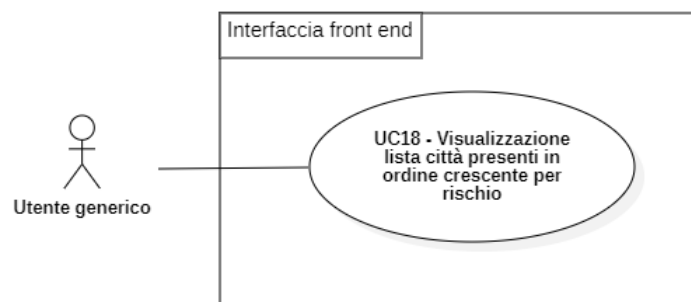 Interfaccia front end
UC18 - Visualizzazione
lista città presenti in
ordine crescente per
rischio
Utente generico